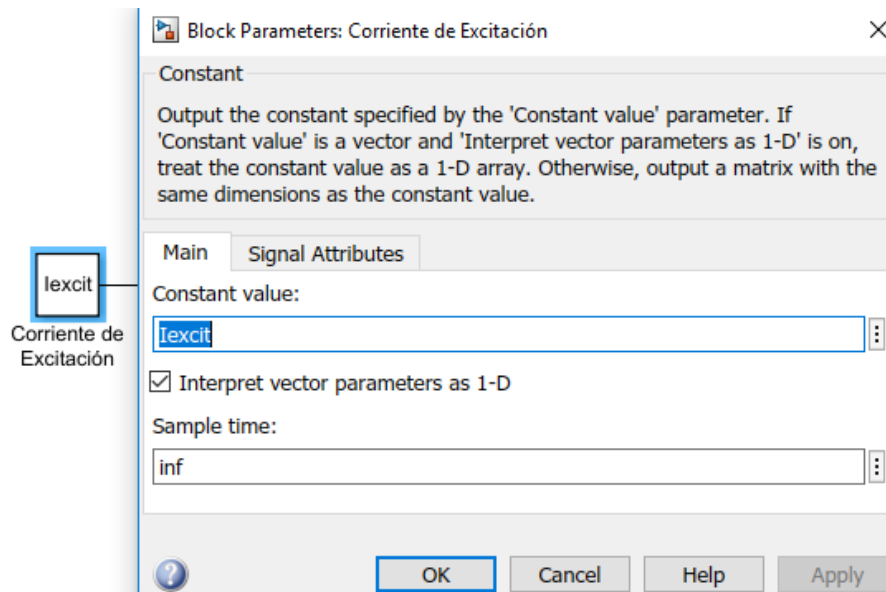 Block Parameters: Corriente de Excitación
Constant
Output the constant specified by the 'Constant value' parameter. If
'Constant value' is a vector and 'Interpret vector parameters as 1-D' is on,
treat the constant value as a 1-D array. Otherwise, output a matrix with the
same dimensions as the constant value.
Main
Signal Attributes
Iexcit
Corriente de
Excitación
Constant value:
Iexcit
Interpret vector parameters as 1-D
Sample time:
inf
OK
Cancel
Help
Apply